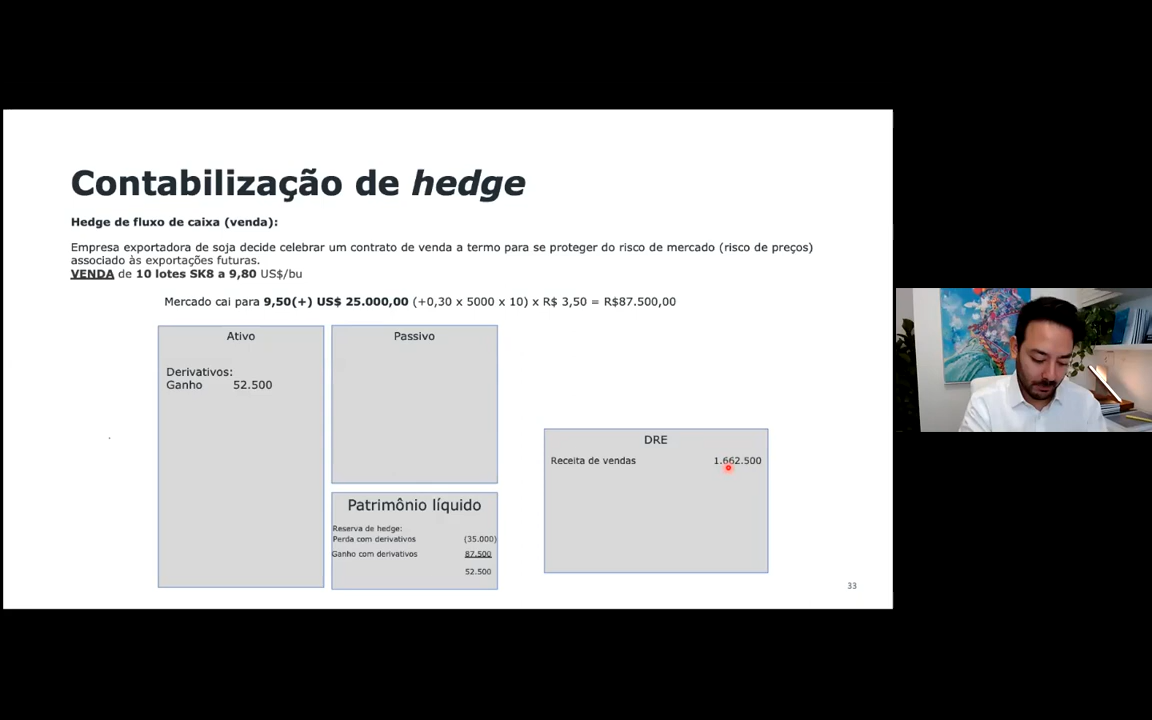 Contabilização de hedge
Hedge de fluxo de caixa (venda):
Empresa exportadora de soja decide celebrar um contrato de venda a termo para se proteger do risco de mercado (risco de preços)
associado às exportações futuras.
VENDA de 10 lotes SK8 a 9,80 US$/bu
Mercado cai para 9,50(+) US$ 25.000,00 (+0,30 x 5000 x 10) x R$ 3,50 = R$87.500,00
Ativo
Derivativos:
Ganho 52.500
Passivo
Patrimônio líquido
Reserva de hedge:
Perda com derivativos (35.000)
Ganho com derivativos 87.500
52.500
DRE
Receita de vendas 1.662.500
33